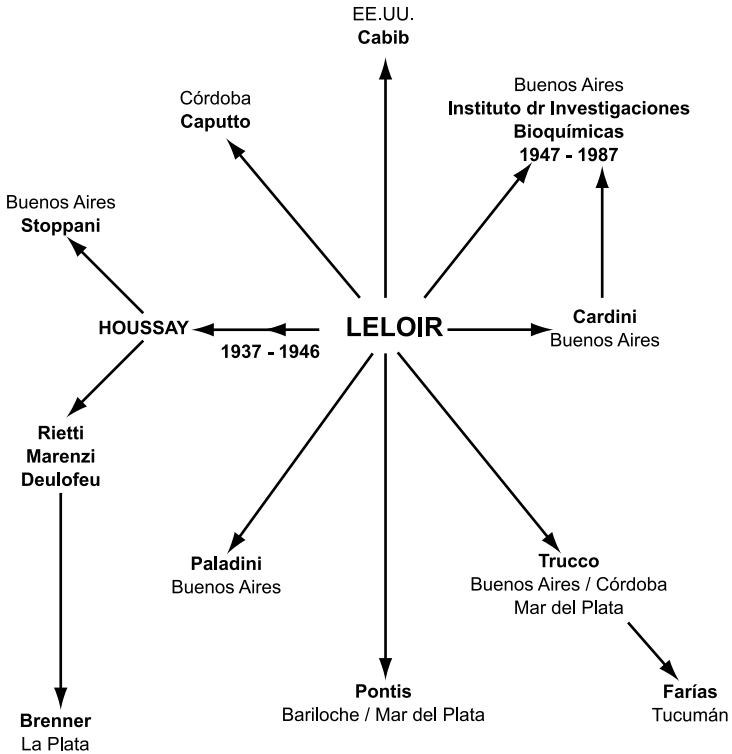 EE.UU.
Cabib
Córdoba
Caputto
Buenos Aires
Instituto dr Investigaciones
Bioquímicas
1947 - 1987
Buenos Aires
Stoppani
HOUSSAY
1937 - 1946
LELOIR
Cardini
Buenos Aires
Rietti
Marenzi
Deulofeu
Paladini
Buenos Aires
Trucco
Buenos Aires / Córdoba
Mar del Plata
Brenner
La Plata
Pontis
Bariloche / Mar del Plata
Farías
Tucumán